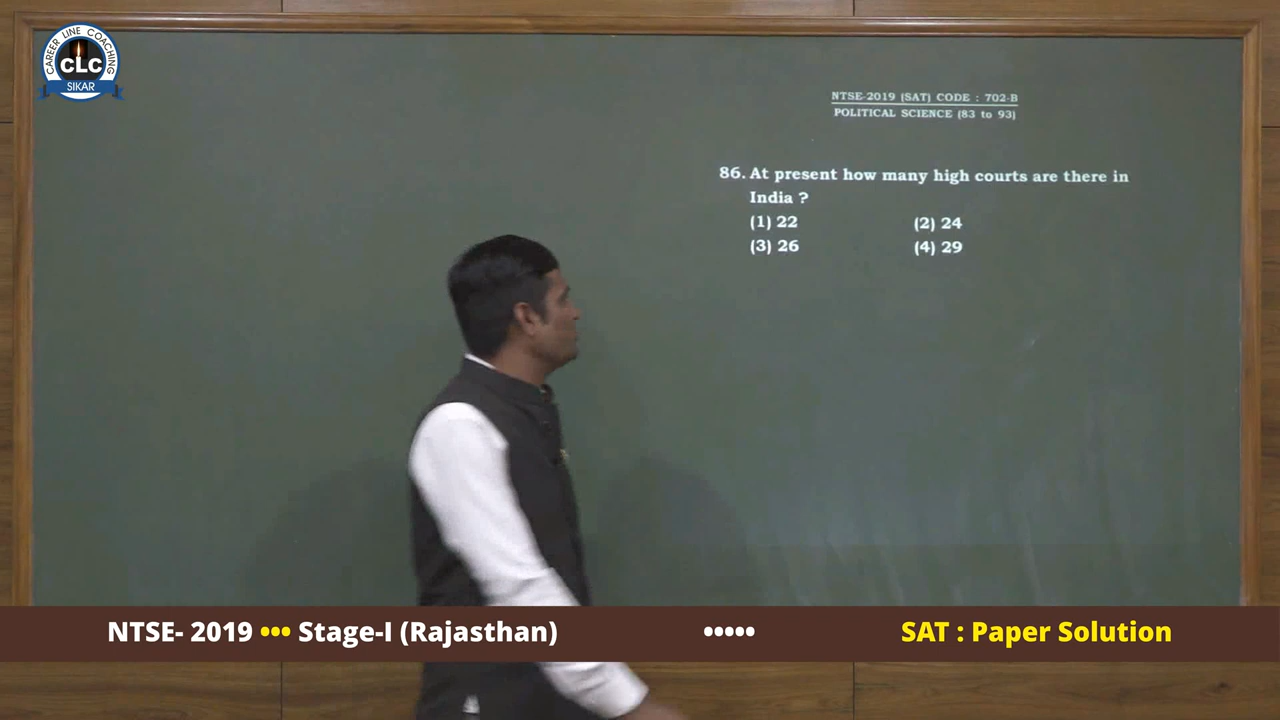 CAREER LINE COACHING
CLC
SIKAR
NTSE-2019 (SAT) CODE : 702-B
POLITICAL SCIENCE (83 to 93)
86. At present how many high courts are there in
India ?
(1) 22 (2) 24
(3) 26 (4) 29
NTSE- 2019 ••• Stage-I (Rajasthan) ••••• SAT : Paper Solution